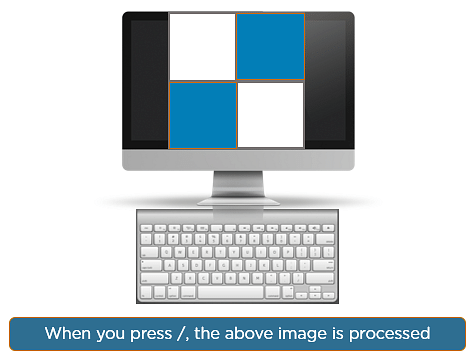 When you press /, the above image is processed